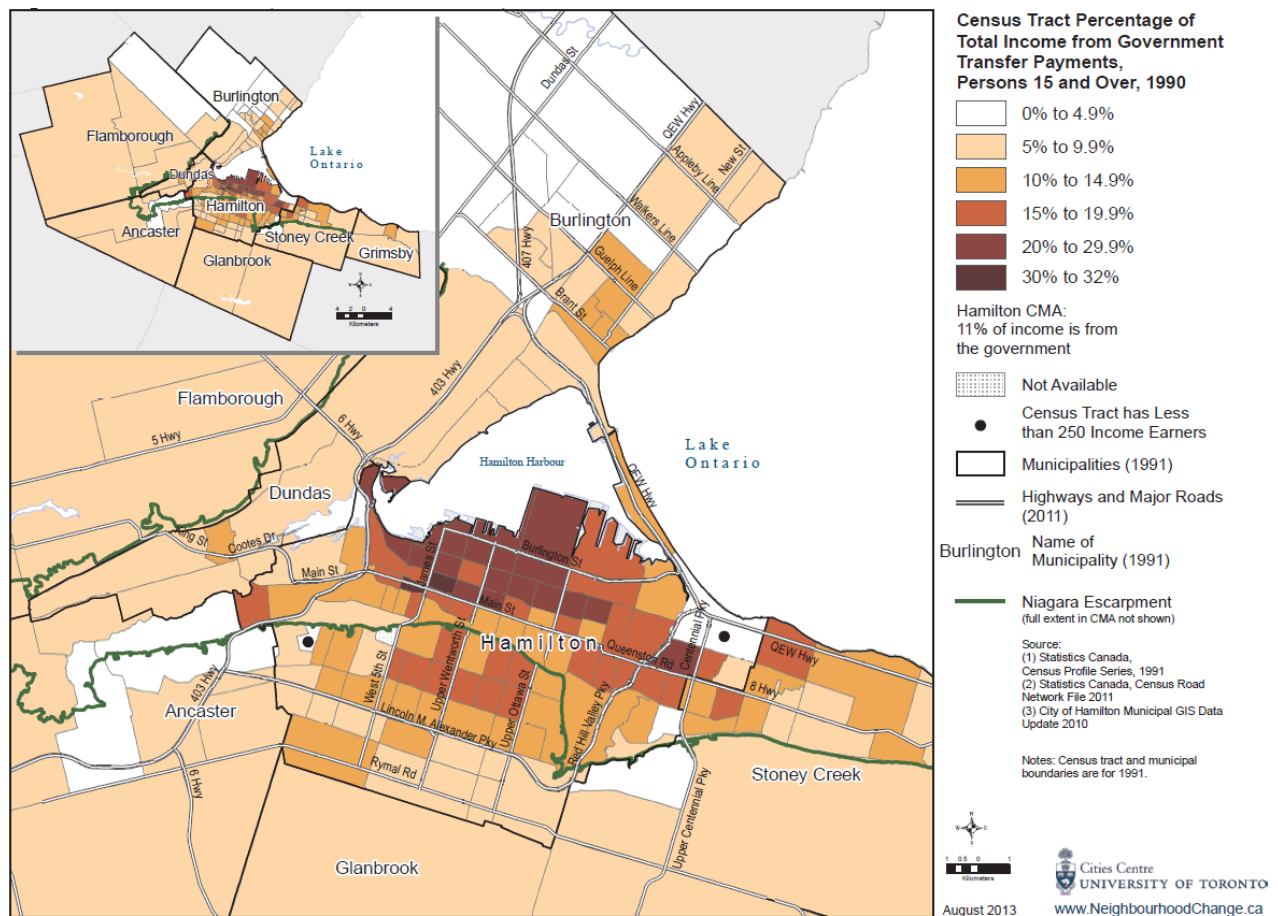 Census Tract Percentage of
Total Income from Government
Transfer Payments,
Persons 15 and Over, 1990
0% to 4.9%
5% to 9.9%
10% to 14.9%
15% to 19.9%
20% to 29.9%
30% to 32%
Hamilton CMA:
11% of income is from
the government
Not Available
Census Tract has Less
than 250 Income Earners
Municipalities (1991)
Highways and Major Roads
(2011)
Burlington
Name of
Municipality (1991)
Niagara Escarpment
(full extent in CMA not shown)
Source:
(1) Statistics Canada,
Census Profile Series, 1991
(2) Statistics Canada, Census Road
Network File 2011
(3) City of Hamilton Municipal GIS Data
Update 2010
Notes: Census tract and municipal
boundaries are for 1991.
N
W E
S
1 0.5 0 1
Kilometers
August 2013
Cities Centre
UNIVERSITY OF TORONTO
www.NeighbourhoodChange.ca
Burlington
Flamborough
Lake
Ontario
Dundas
Hamilton
Ancaster
Stoney Creek
Grimsby
Glanbrook
4 2 0 4
Kilometers
Dundas St
QEW Hwy
Appleby Line
New St
Walkers Line
Burlington
407 Hwy
Guelph Line
Brant St
403 Hwy
Flamborough
6 Hwy
5 Hwy
Lake
Ontario
Hamilton Harbour
QEW Hwy
Dundas
King St
Cootes Dr
Main St
James St
Burlington St
Main St
Hamilton
Queenston Rd
Centennial Pky
QEW Hwy
8 Hwy
West 5th St
Upper Wentworth St
Upper Ottawa St
Red Hill Valley Pky
Lincoln M. Alexander Pky
Rymal Rd
403 Hwy
Ancaster
6 Hwy
Stoney Creek
Upper Centennial Pky
Glanbrook